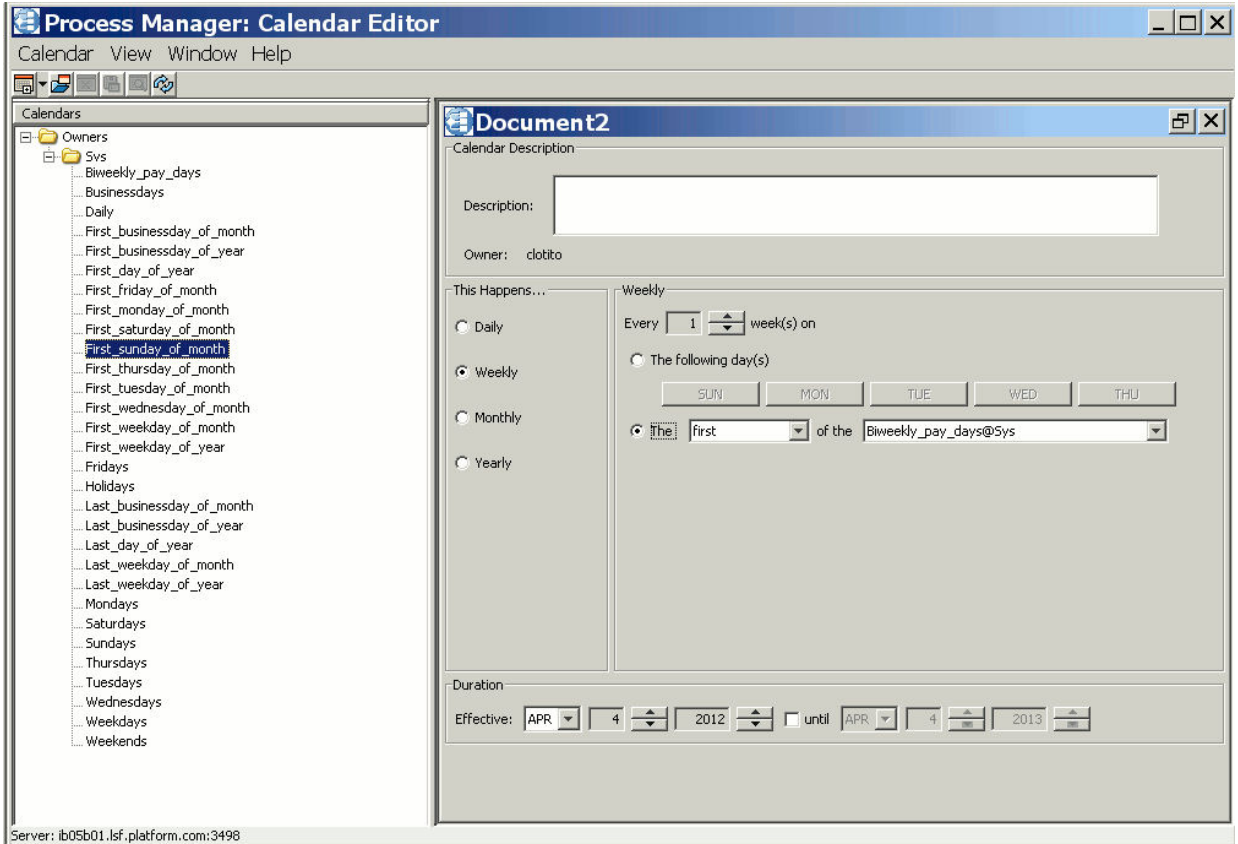 Process Manager: Calendar Editor
Calendar View Window Help
Calendars
Owners
Sys
Biweekly_pay_days
Businessdays
Daily
First_businessday_of_month
First_businessday_of_year
First_day_of_year
First_friday_of_month
First_monday_of_month
First_saturday_of_month
First_sunday_of_month
First_thursday_of_month
First_tuesday_of_month
First_wednesday_of_month
First_weekday_of_month
First_weekday_of_year
Fridays
Holidays
Last_businessday_of_month
Last_businessday_of_year
Last_day_of_year
Last_weekday_of_month
Last_weekday_of_year
Mondays
Saturdays
Sundays
Thursdays
Tuesdays
Wednesdays
Weekdays
Weekends
Document2
Calendar Description
Description:
Owner: clotito
This Happens...
Daily
Weekly
Monthly
Yearly
Weekly
Every 1 week(s) on
The following day(s)
SUN MON TUE WED THU
The first of the Biweekly_pay_days@Sys
Duration
Effective: APR 4 2012 until APR 4 2013
Server: ib05b01.lsf.platform.com:3498